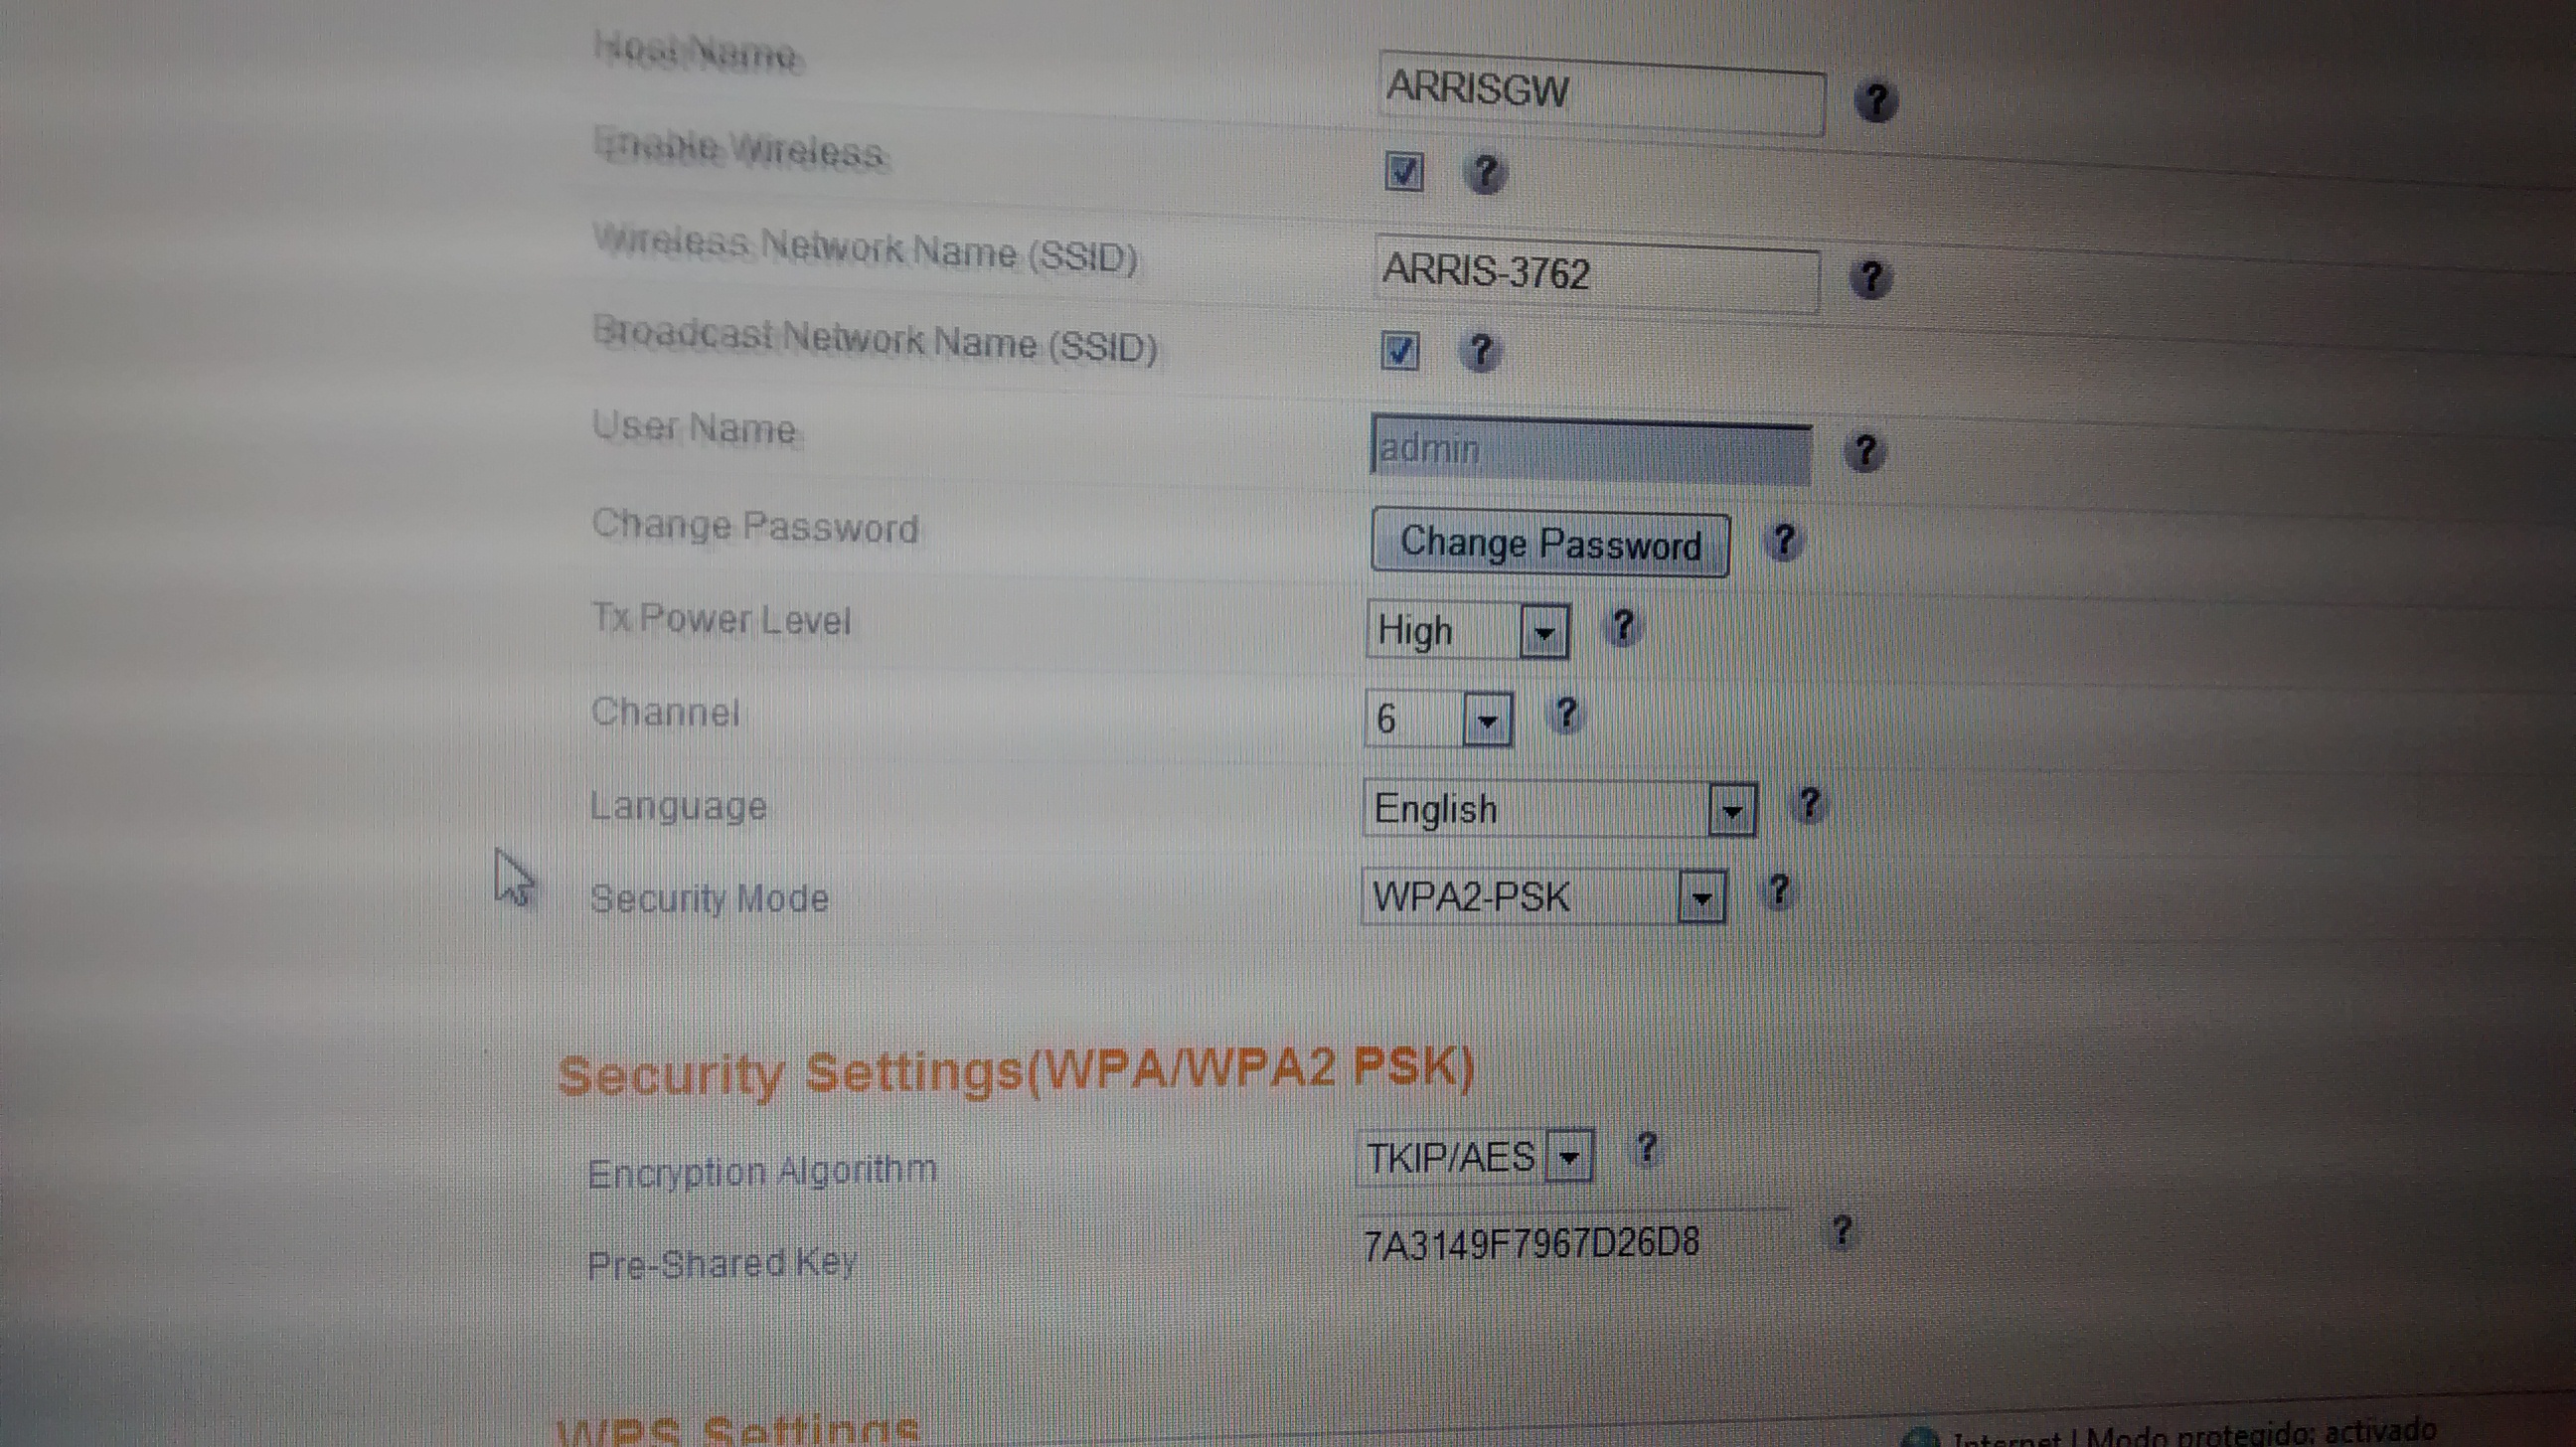 Host Name ARRISGW ?
Enable Wireless ?
Wireless Network Name (SSID) ARRIS-3762 ?
Broadcast Network Name (SSID) ?
User Name admin ?
Change Password Change Password ?
Tx Power Level High ?
Channel 6 ?
Language English ?
Security Mode WPA2-PSK ?
Security Settings(WPA/WPA2 PSK)
Encryption Algorithm TKIP/AES ?
Pre-Shared Key 7A3149F7967D26D8 ?
WPS Settings
Internet | Modo protegido: activado